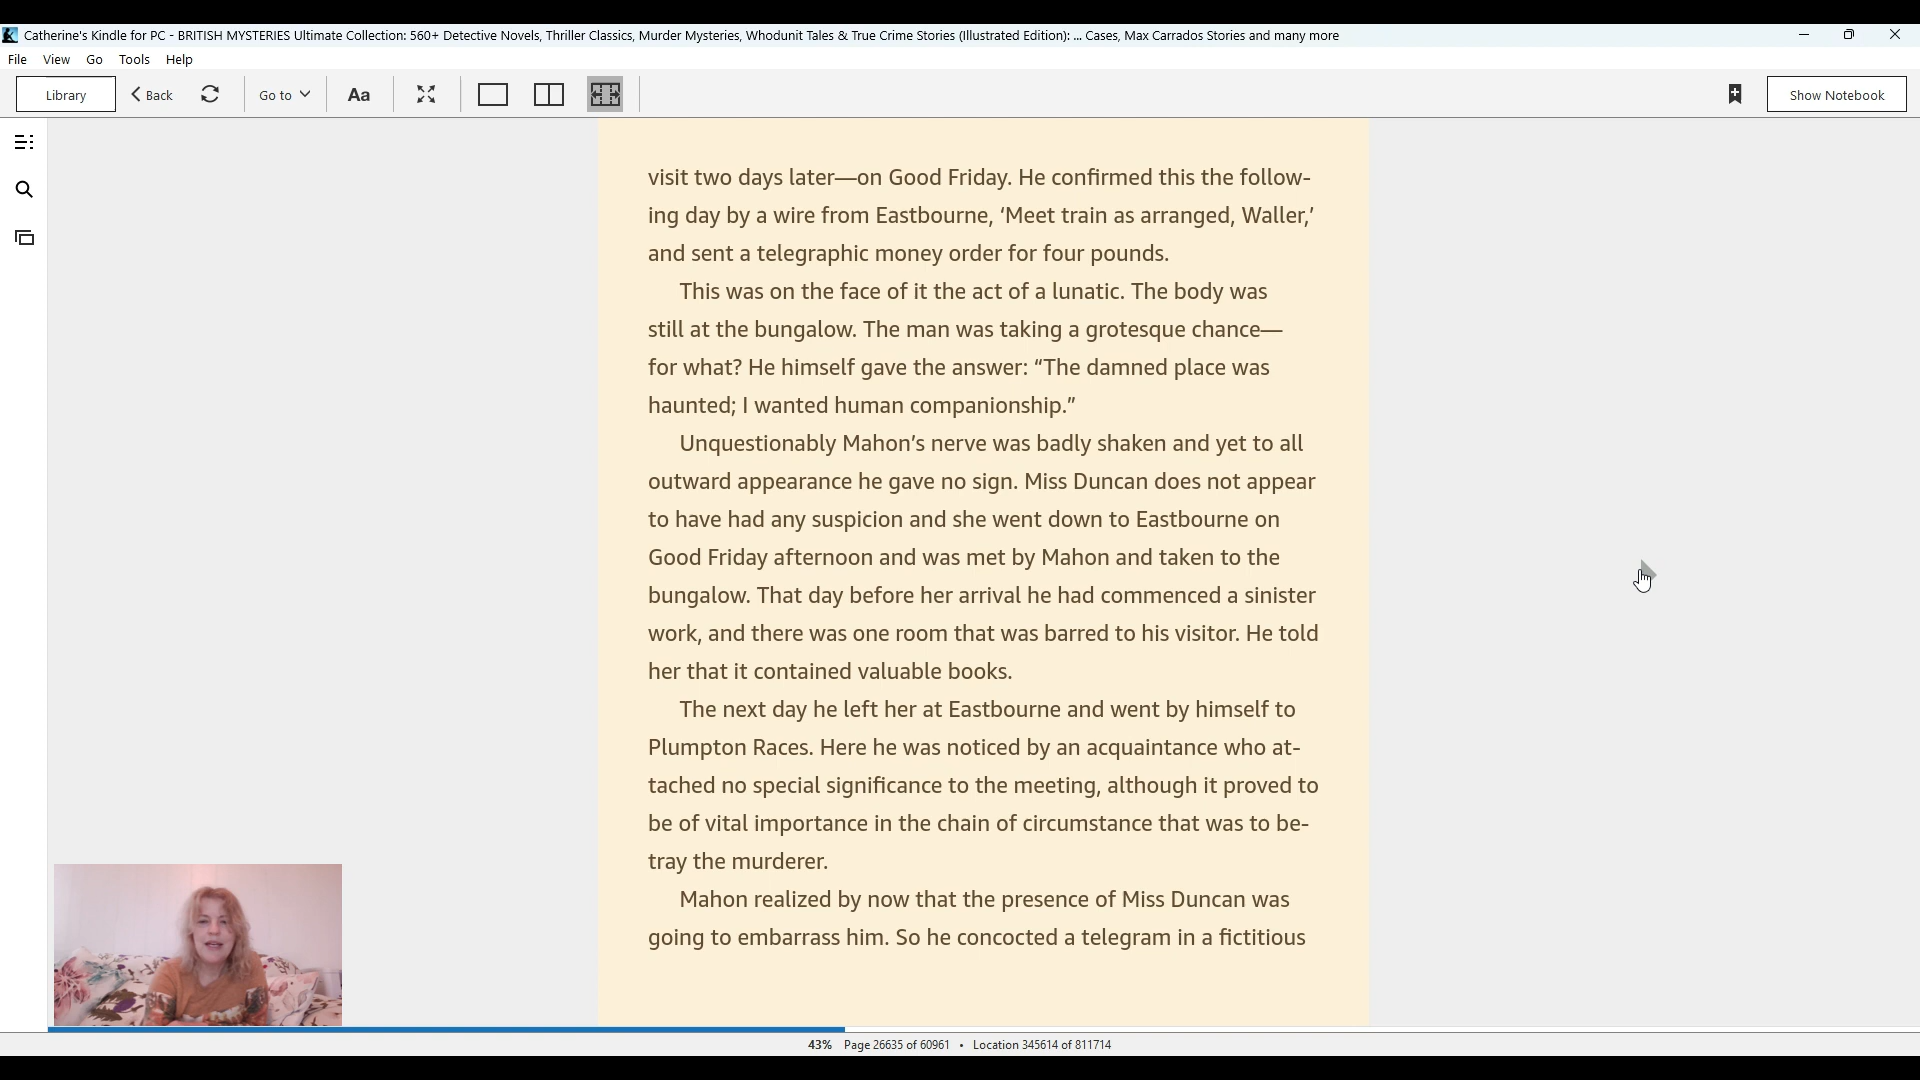 Catherine's Kindle for PC - BRITISH MYSTERIES Ultimate Collection: 560+ Detective Novels, Thriller Classics, Murder Mysteries, Whodunit Tales & True Crime Stories (Illustrated Edition): ... Cases, Max Carrados Stories and many more
File View Go Tools Help
Library Back Go to Aa Show Notebook
visit two days later—on Good Friday. He confirmed this the follow-
ing day by a wire from Eastbourne, ‘Meet train as arranged, Waller,’
and sent a telegraphic money order for four pounds.
This was on the face of it the act of a lunatic. The body was
still at the bungalow. The man was taking a grotesque chance—
for what? He himself gave the answer: “The damned place was
haunted; I wanted human companionship.”
Unquestionably Mahon’s nerve was badly shaken and yet to all
outward appearance he gave no sign. Miss Duncan does not appear
to have had any suspicion and she went down to Eastbourne on
Good Friday afternoon and was met by Mahon and taken to the
bungalow. That day before her arrival he had commenced a sinister
work, and there was one room that was barred to his visitor. He told
her that it contained valuable books.
The next day he left her at Eastbourne and went by himself to
Plumpton Races. Here he was noticed by an acquaintance who at-
tached no special significance to the meeting, although it proved to
be of vital importance in the chain of circumstance that was to be-
tray the murderer.
Mahon realized by now that the presence of Miss Duncan was
going to embarrass him. So he concocted a telegram in a fictitious
43% Page 26635 of 60961 • Location 345614 of 811714